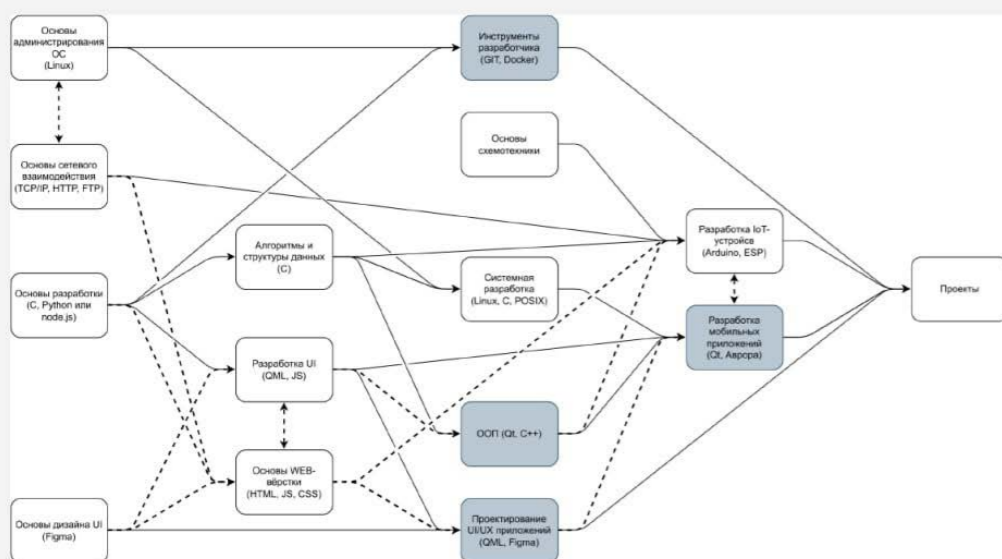 Основы
администрирования
ОС
(Linux)
Основы сетевого
взаимодействия
(TCP/IP, HTTP, FTP)
Основы разработки
(C, Python или
node.js)
Основы дизайна UI
(Figma)
Алгоритмы и
структуры данных
(C)
Разработка UI
(QML, JS)
Основы WEB-
вёрстки
(HTML, JS, CSS)
Инструменты
разработчика
(GIT, Docker)
Основы
схемотехники
Системная
разработка
(Linux, C, POSIX)
ООП (Qt, C++)
Проектирование
UI/UX приложений
(QML, Figma)
Разработка IoT-
устройсв
(Arduino, ESP)
Разработка
мобильных
приложений
(Qt, Аврора)
Проекты